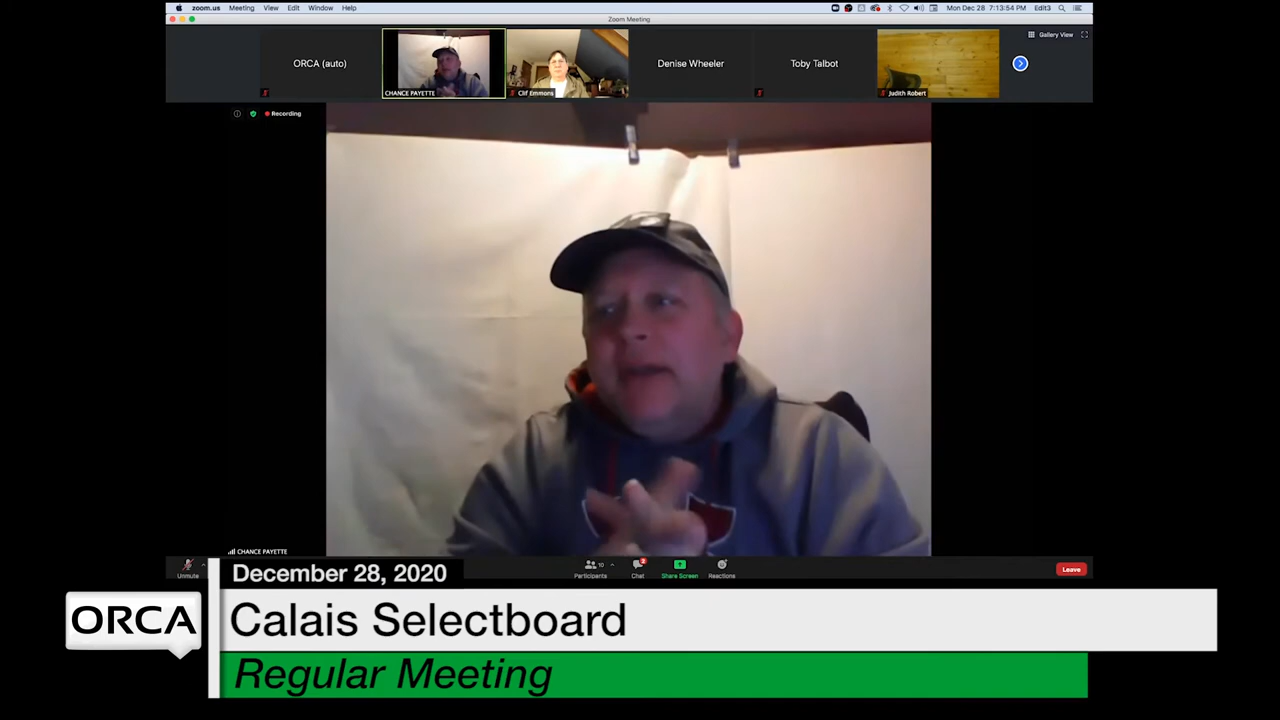 zoom.us Meeting View Edit Window Help Mon Dec 28 7:13:54 PM Edit3
Zoom Meeting
Gallery View
ORCA (auto)
CHANCE PAYETTE
Clif Emmons
Denise Wheeler
Toby Talbot
Judith Robert
Recording
CHANCE PAYETTE
Unmute
Participants
10
Chat
Share Screen
Reactions
Leave
December 28, 2020
ORCA
Calais Selectboard
Regular Meeting